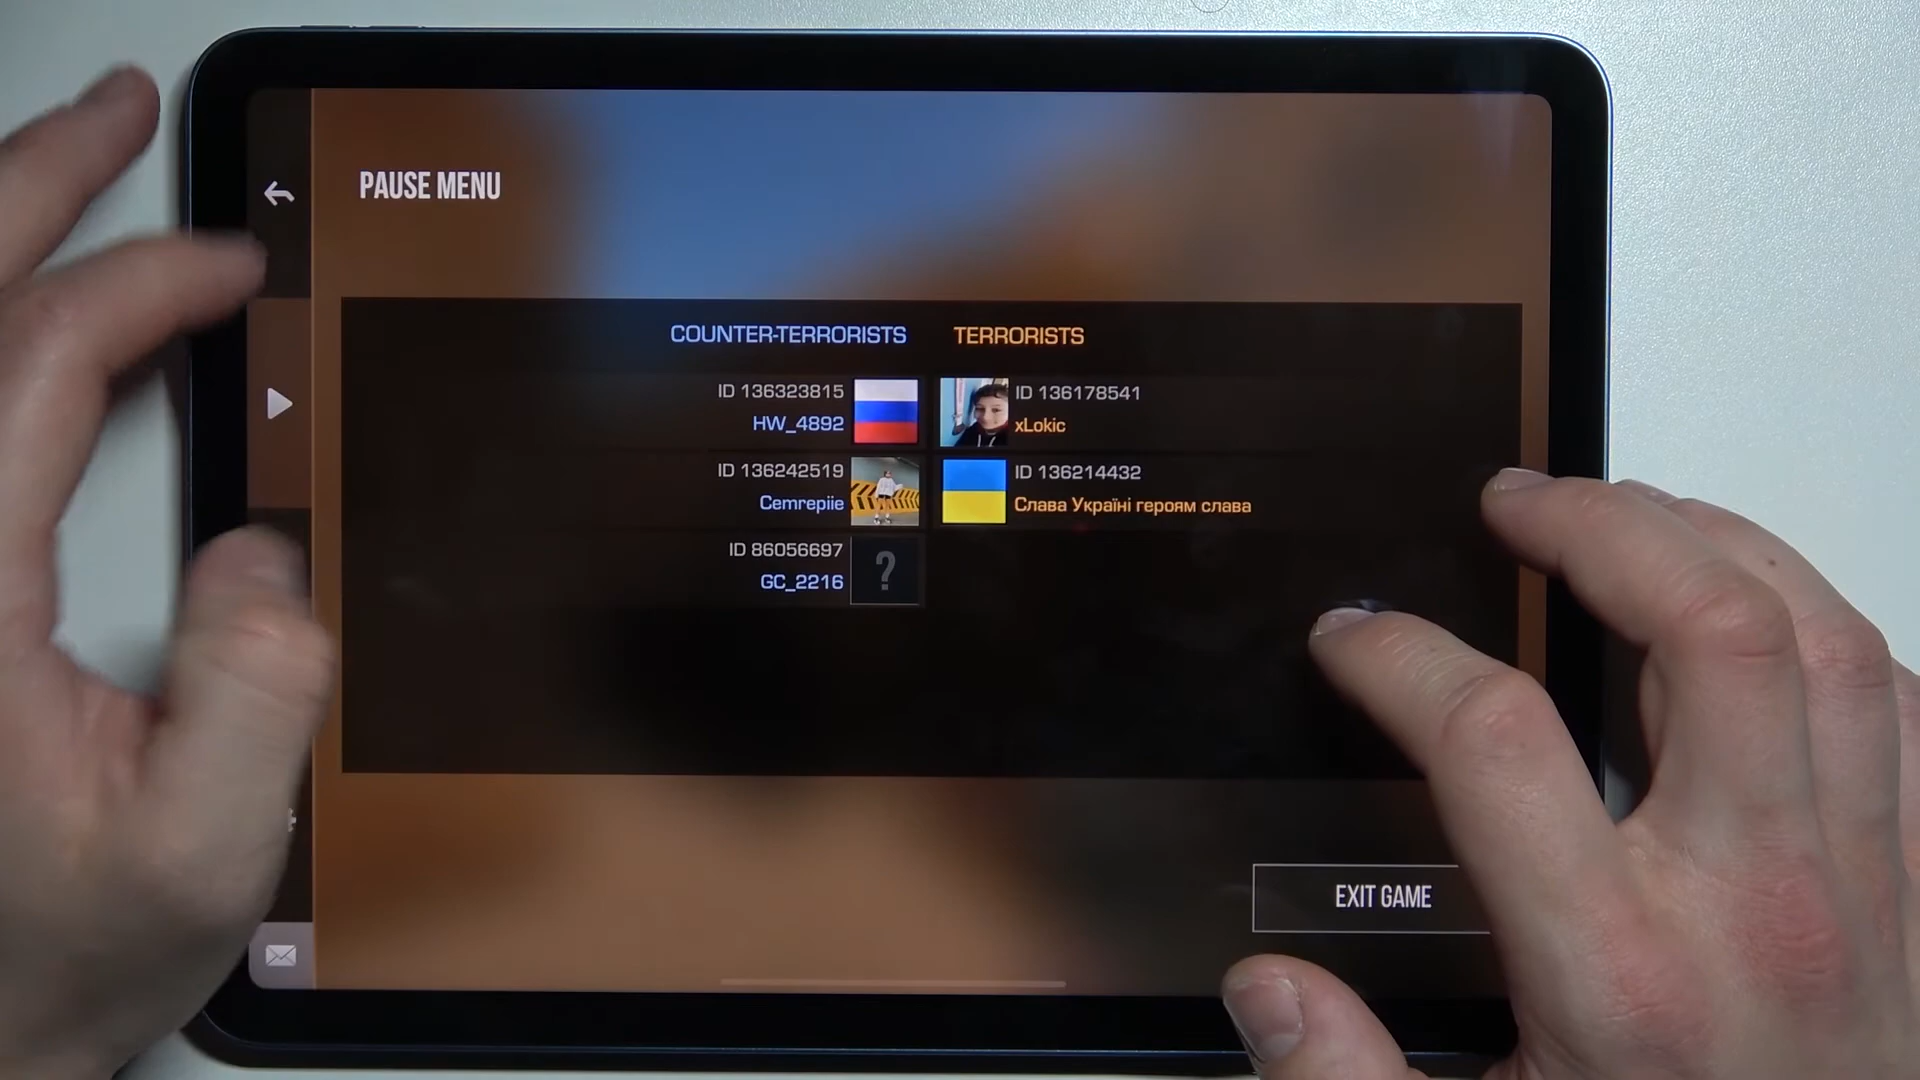 PAUSE MENU
COUNTER-TERRORISTS
TERRORISTS
ID 136323815
HW_4892
ID 136178541
xLokic
ID 136242519
Cemrepiie
ID 136214432
Слава Україні героям слава
ID 86056697
GC_2216
?
EXIT GAME